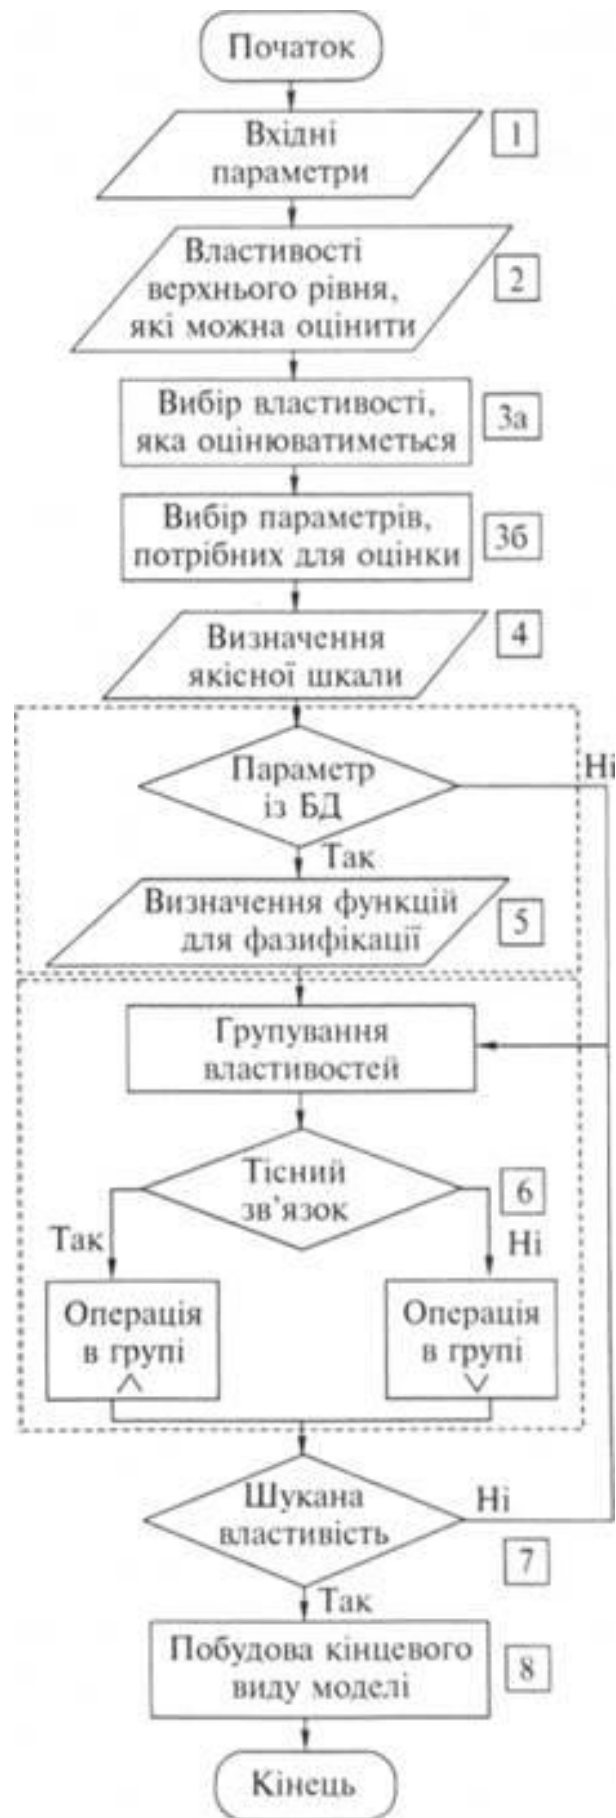 Початок
Вхідні
параметри
1
Властивості
верхнього рівня,
які можна оцінити
2
Вибір властивості,
яка оцінюватиметься
3а
Вибір параметрів,
потрібних для оцінки
3б
Визначення
якісної шкали
4
Параметр
із БД
Ні
Так
Визначення функцій
для фазифікації
5
Групування
властивостей
Тісний
зв'язок
6
Так
Ні
Операція
в групі
∧
Операція
в групі
∨
Шукана
властивість
Ні
7
Так
Побудова кінцевого
виду моделі
8
Кінець